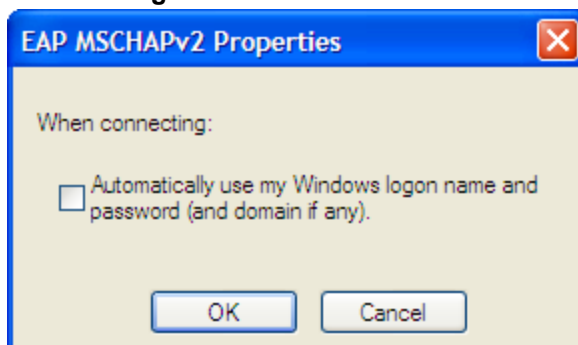 EAP MSCHAPv2 Properties
When connecting:
Automatically use my Windows logon name and
password (and domain if any).
OK
Cancel